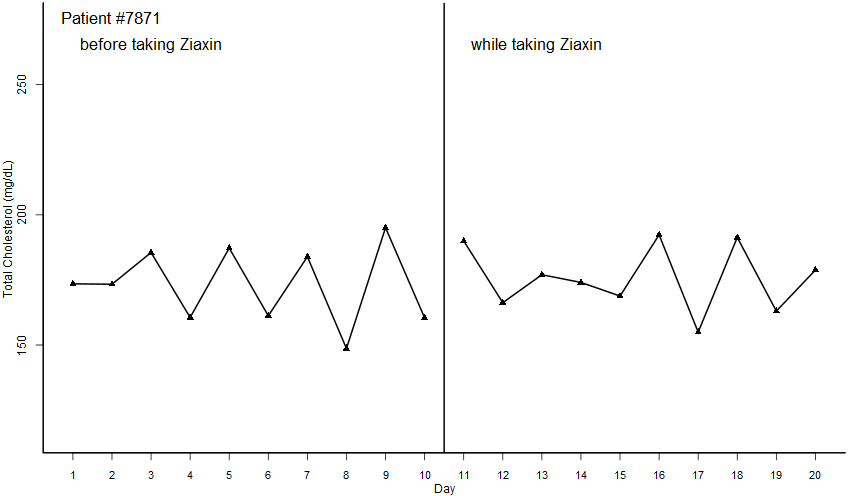 Patient #7871
before taking Ziaxin
while taking Ziaxin
Total Cholesterol (mg/dL)
250
200
150
1 2 3 4 5 6 7 8 9 10 11 12 13 14 15 16 17 18 19 20
Day